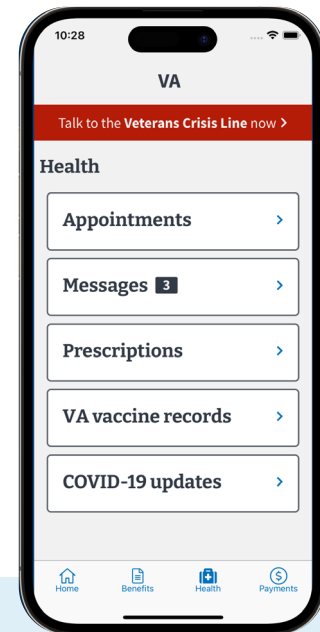 10:28
VA
Talk to the Veterans Crisis Line now
Health
Appointments
Messages 3
Prescriptions
VA vaccine records
COVID-19 updates
Home
Benefits
Health
Payments